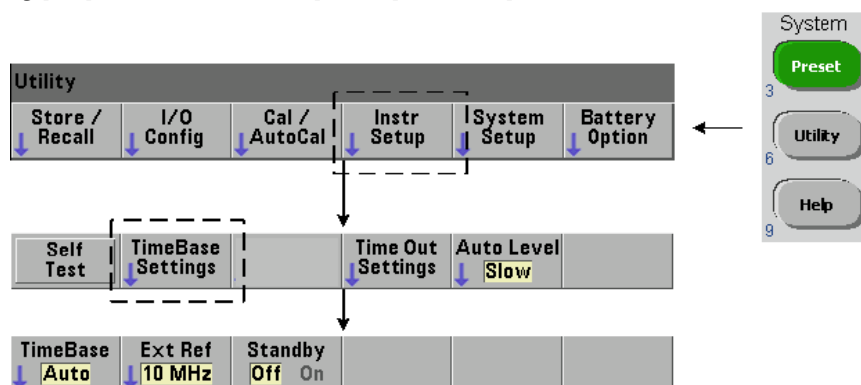 System
Preset
3
Utility
6
Help
9
Utility
Store / Recall
I/O Config
Cal / AutoCal
Instr Setup
System Setup
Battery Option
Self Test
TimeBase Settings
Time Out Settings
Auto Level Slow
TimeBase Auto
Ext Ref 10 MHz
Standby Off On